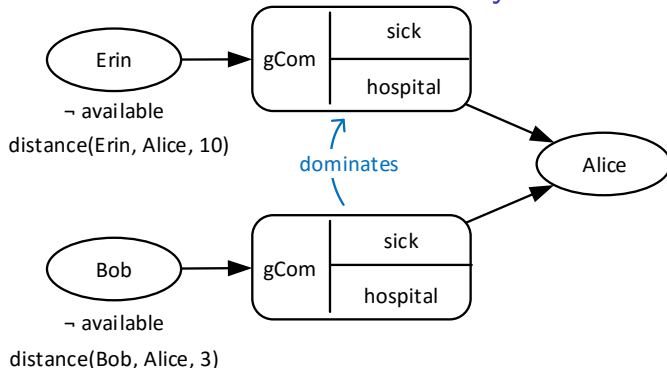 Erin
gCom
sick
hospital
¬ available
distance(Erin, Alice, 10)
dominates
Alice
Bob
gCom
sick
hospital
¬ available
distance(Bob, Alice, 3)